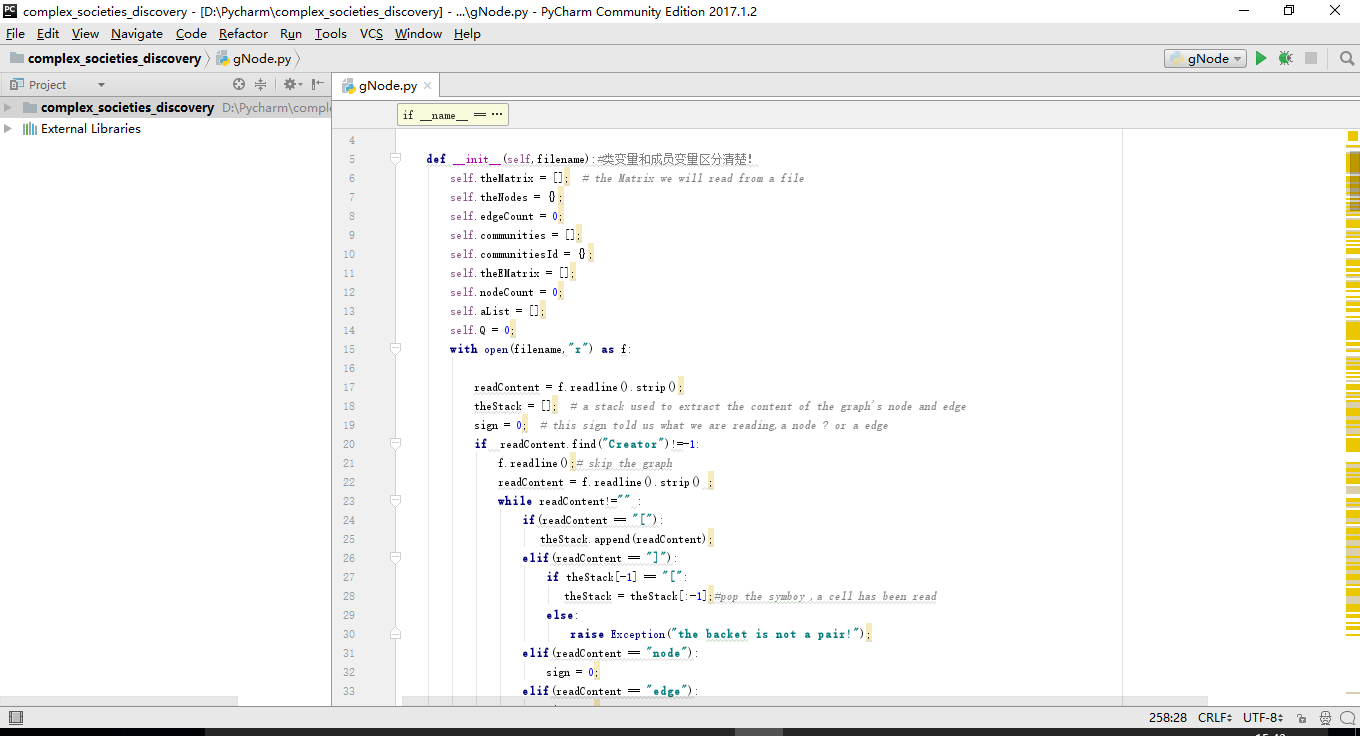 complex_societies_discovery - [D:\Pycharm\complex_societies_discovery] - ...\gNode.py - PyCharm Community Edition 2017.1.2
File Edit View Navigate Code Refactor Run Tools VCS Window Help
complex_societies_discovery gNode.py gNode
Project gNode.py
complex_societies_discovery D:\Pycharm\compl
External Libraries
if __name__ == ...
4
5 def __init__(self,filename):#类变量和成员变量区分清楚!
6 self.theMatrix = []; # the Matrix we will read from a file
7 self.theNodes = {};
8 self.edgeCount = 0;
9 self.communities = [];
10 self.communitiesId = {};
11 self.theEMatrix = [];
12 self.nodeCount = 0;
13 self.aList = [];
14 self.Q = 0;
15 with open(filename,"r") as f:
16
17 readContent = f.readline().strip();
18 theStack = []; # a stack used to extract the content of the graph's node and edge
19 sign = 0; # this sign told us what we are reading,a node ? or a edge
20 if readContent.find("Creator")!=-1:
21 f.readline();# skip the graph
22 readContent = f.readline().strip() ;
23 while readContent!="" :
24 if(readContent == "["):
25 theStack.append(readContent);
26 elif(readContent == "]"):
27 if theStack[-1] == "[":
28 theStack = theStack[:-1];#pop the symboy ,a cell has been read
29 else:
30 raise Exception("the backet is not a pair!");
31 elif(readContent == "node"):
32 sign = 0;
33 elif(readContent == "edge"):
258:28 CRLF UTF-8